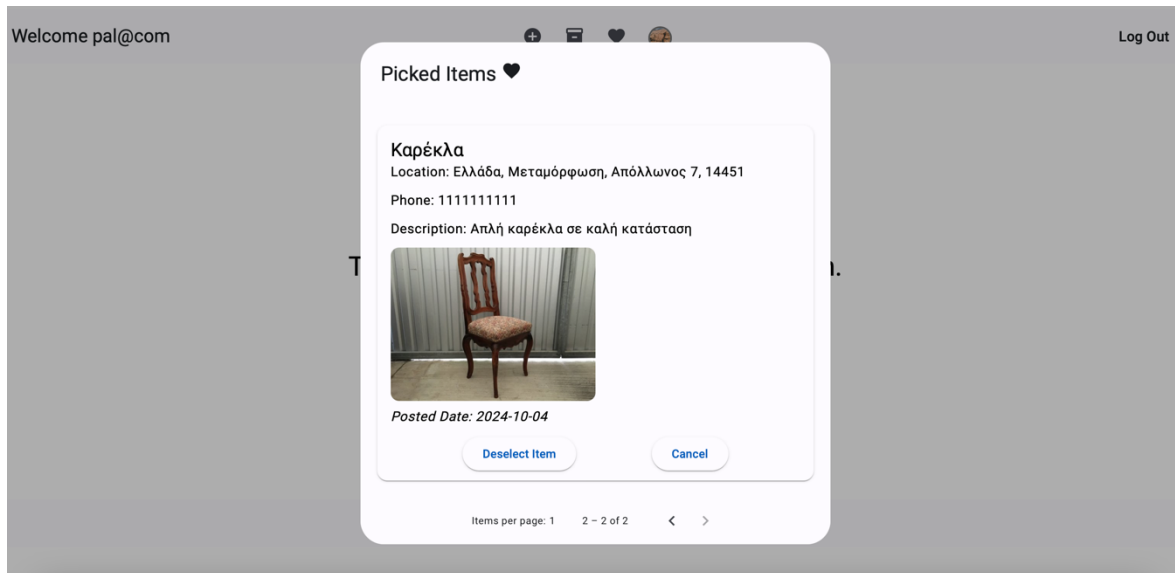 Welcome pal@com
Log Out
Picked Items
Καρέκλα
Location: Ελλάδα, Μεταμόρφωση, Απόλλωνος 7, 14451
Phone: 1111111111
Description: Απλή καρέκλα σε καλή κατάσταση
Posted Date: 2024-10-04
Deselect Item
Cancel
Items per page: 1
2 – 2 of 2